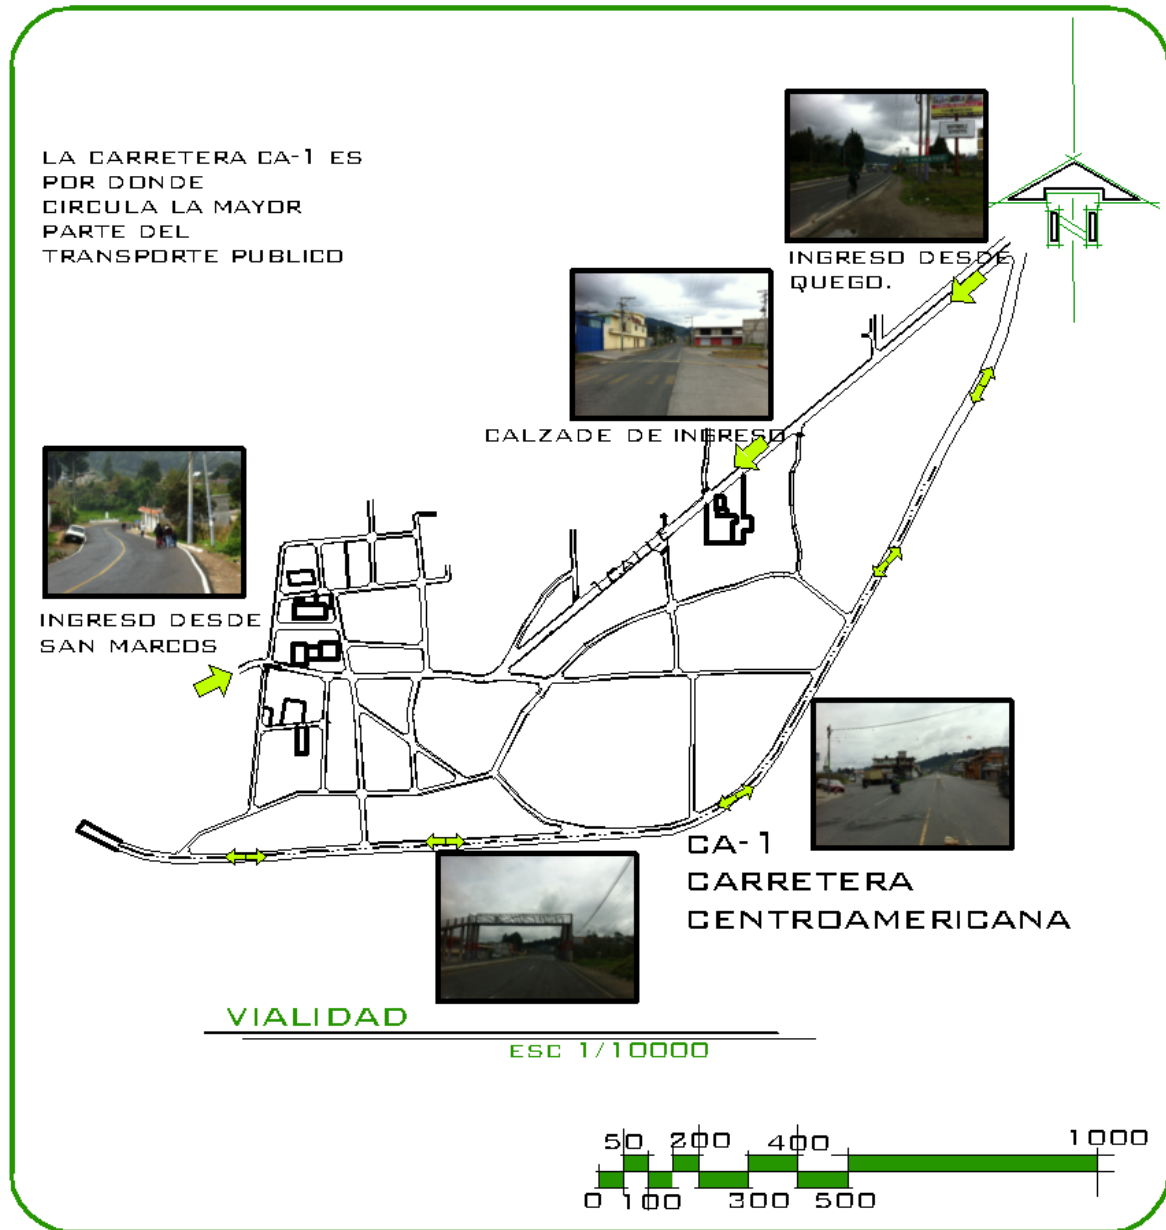 LA CARRETERA CA-1 ES
POR DONDE
CIRCULA LA MAYOR
PARTE DEL
TRANSPORTE PUBLICO
N
INGRESO DESDE
QUEGO.
CALZADE DE INGRESO
INGRESO DESDE
SAN MARCOS
CA-1
CARRETERA
CENTROAMERICANA
VIALIDAD
ESC 1/10000
50 200 400 1000
0 100 300 500